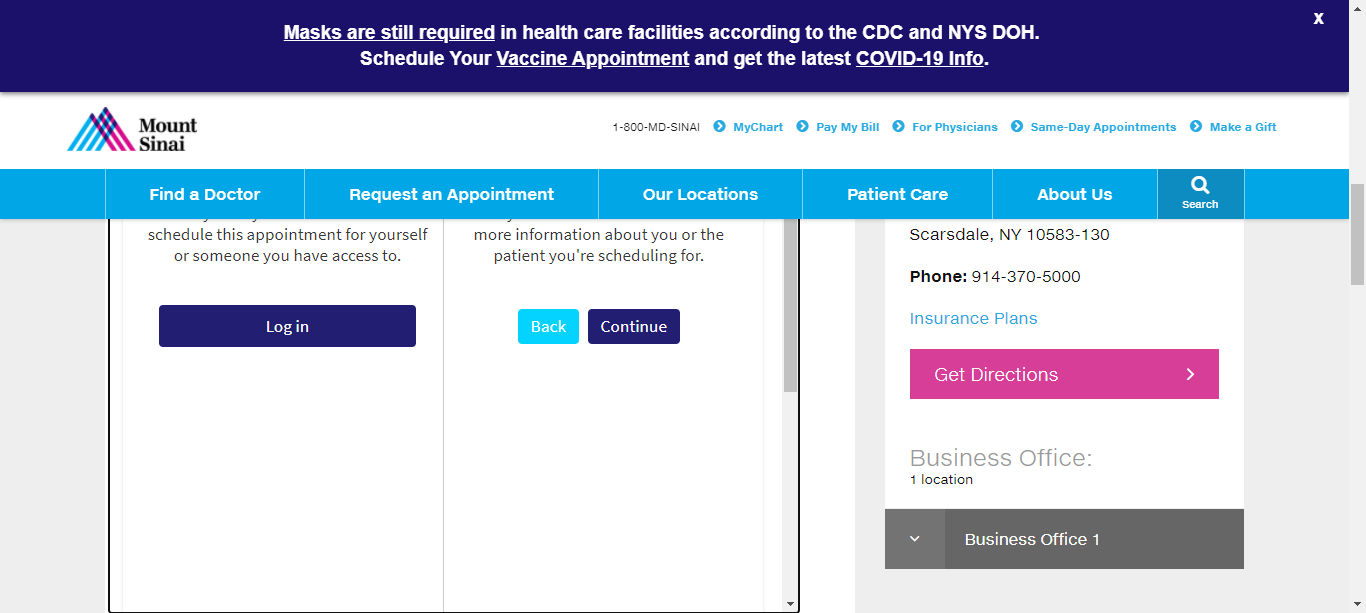 Masks are still required in health care facilities according to the CDC and NYS DOH.
Schedule Your Vaccine Appointment and get the latest COVID-19 Info.
X
Mount
Sinai
1-800-MD-SINAI MyChart Pay My Bill For Physicians Same-Day Appointments Make a Gift
Find a Doctor Request an Appointment Our Locations Patient Care About Us Search
schedule this appointment for yourself
or someone you have access to.
Log in
more information about you or the
patient you're scheduling for.
Back Continue
Scarsdale, NY 10583-130
Phone: 914-370-5000
Insurance Plans
Get Directions
Business Office:
1 location
Business Office 1